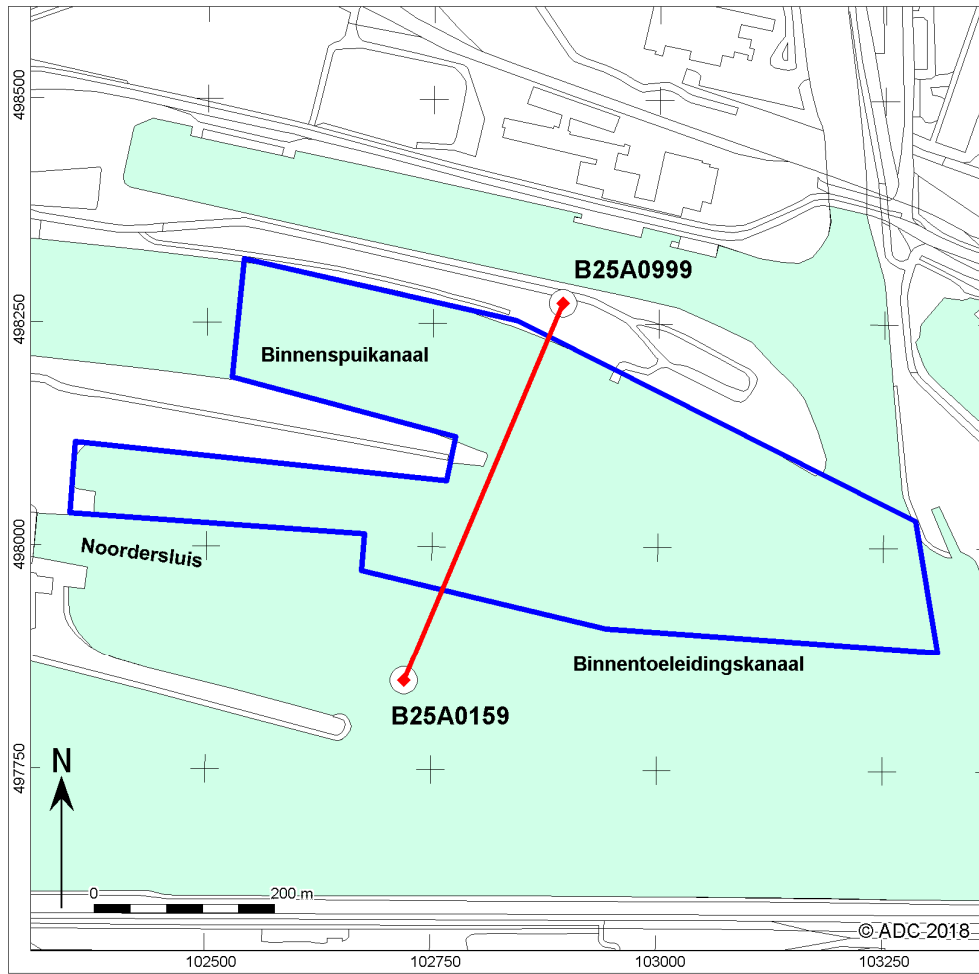 498500
B25A0999
498250
Binnenspuikanaal
498000
Noordersluis
Binnentoeleidingskanaal
B25A0159
497750
N
0 200 m
© ADC 2018
102500 102750 103000 103250